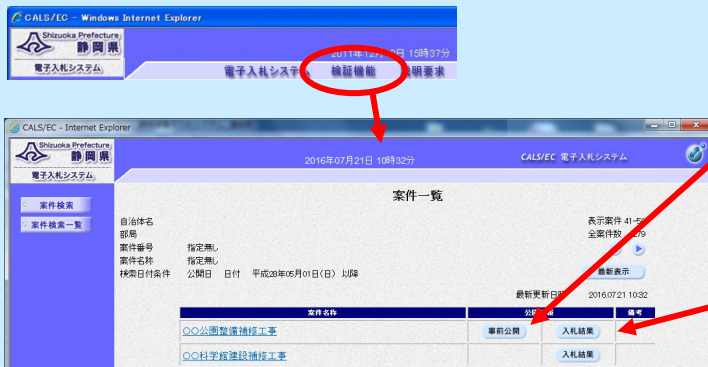 CALS/EC - Windows Internet Explorer
Shizuoka Prefecture
静岡県
電子入札システム
2011年12月 日 15時37分
電子入札システム 検証機能 説明要求
CALS/EC - Internet Explorer
Shizuoka Prefecture
静岡県
電子入札システム
2016年07月21日 10時32分
CALS/EC 電子入札システム
案件検索
案件検索一覧
案件一覧
自治体名
部局
案件番号 指定無し
案件名称 指定無し
検索日付条件 公開日 日付 平成28年05月01日(日) 以降
表示案件 41-50
全案件数 279
最新表示
最新更新日時 2016.07.21 10:32
案件名称 備考
〇〇公園整備補修工事 事前公開 入札結果
〇〇科学館建設補修工事 入札結果